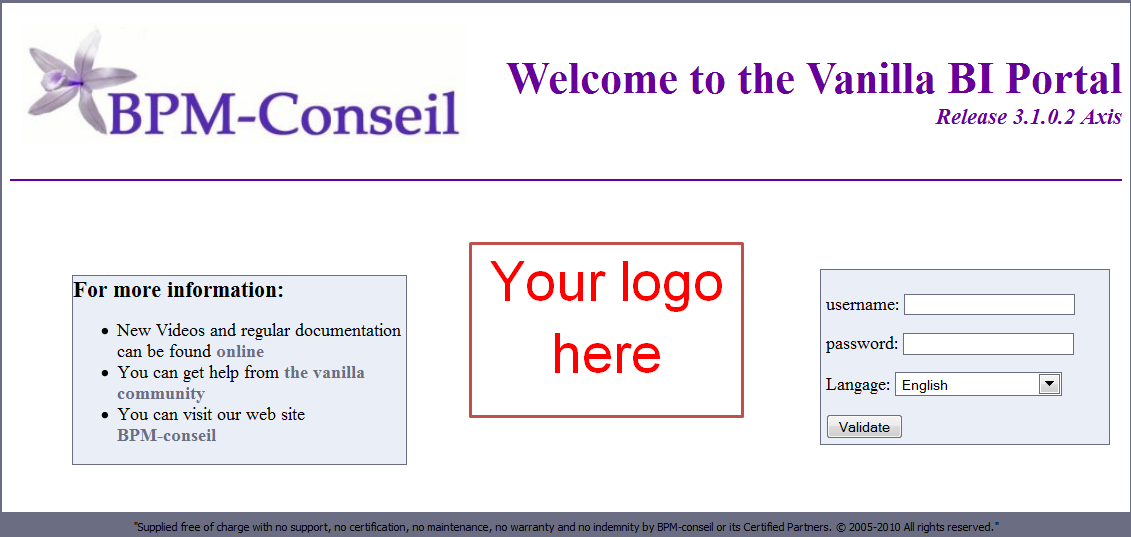 BPM-Conseil
Welcome to the Vanilla BI Portal
Release 3.1.0.2 Axis
For more information:
• New Videos and regular documentation
can be found online
• You can get help from the vanilla
community
• You can visit our web site
BPM-conseil
Your logo
here
username:
password:
Langage: English
Validate
"Supplied free of charge with no support, no certification, no maintenance, no warranty and no indemnity by BPM-conseil or its Certified Partners. © 2005-2010 All rights reserved."